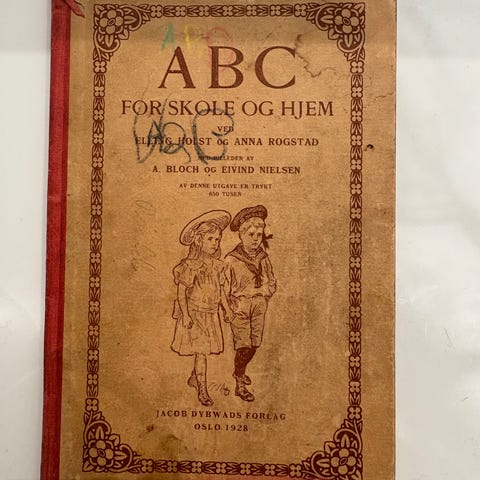 ABC
ABC
FOR SKOLE OG HJEM
VED
ELLING HOLST OG ANNA ROGSTAD
MED BILLEDER AV
A. BLOCH OG EIVIND NIELSEN
AV DENNE UTGAVE ER TRYKT
650 TUSEN
JACOB DYBWADS FORLAG
OSLO. 1928